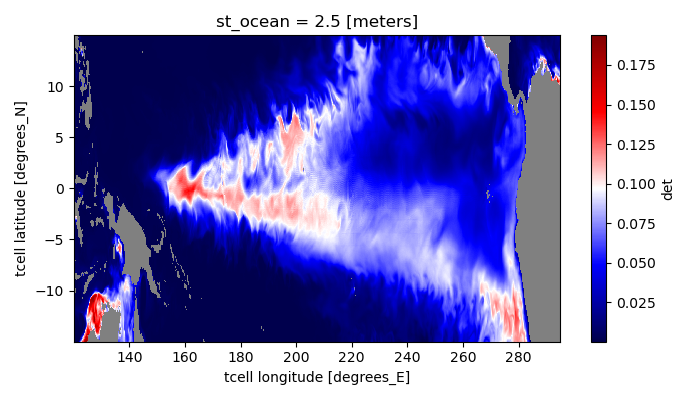 st_ocean = 2.5 [meters]
10
5
0
−5
−10
tcell latitude [degrees_N]
140 160 180 200 220 240 260 280
tcell longitude [degrees_E]
0.175
0.150
0.125
0.100
0.075
0.050
0.025
det